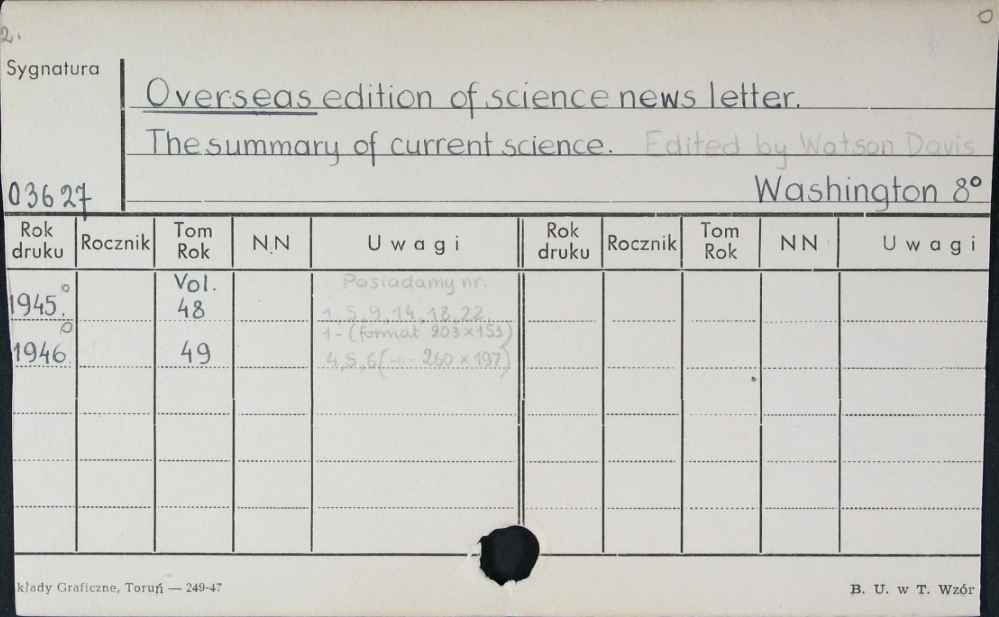 2.
Sygnatura
Overseas edition of science news letter.
The summary of current science. Edited by Watson Davis
03627
Washington 8°
Rok druku Rocznik Tom Rok N.N Uwagi Rok druku Rocznik Tom Rok NN Uwagi
Vol. Posiadamy nr.
1945. 48 1,5,9,14,18,22
1-(format 203×151)
1946 49 4,5,6( 260×197)
kłady Graficzne, Toruń — 249-47
B. U. w T. Wzór